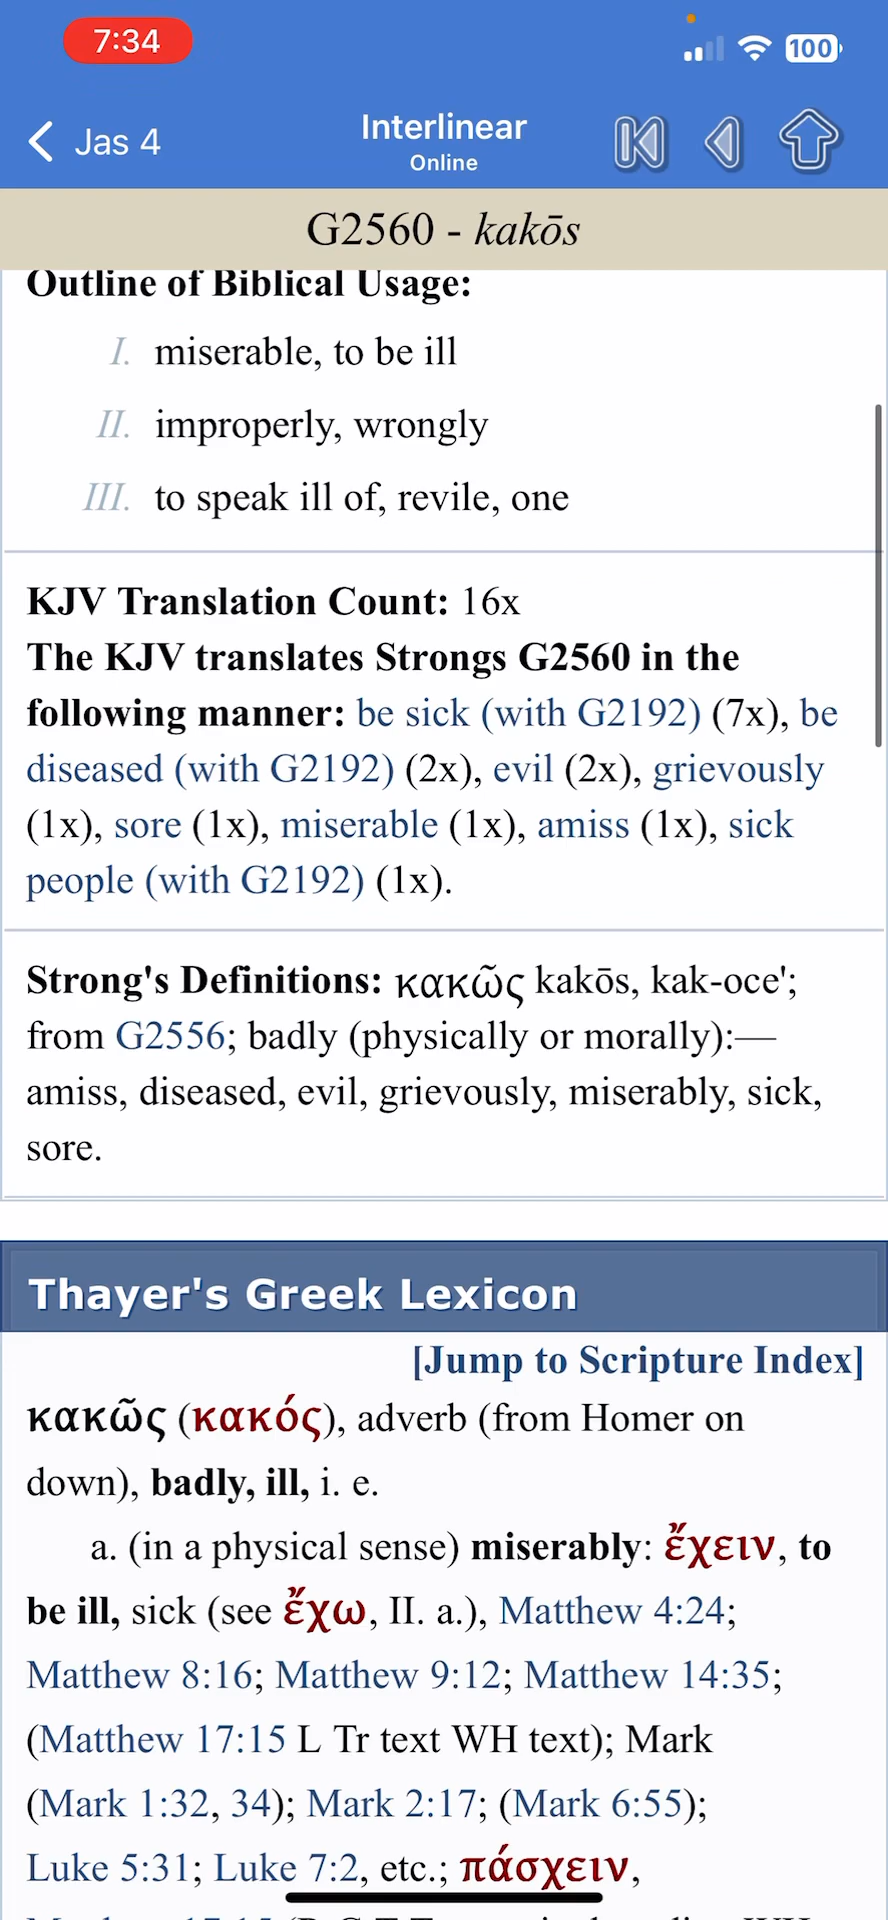 7:34
100
Jas 4
Interlinear
Online
G2560 - kakōs
Outline of Biblical Usage:
I. miserable, to be ill
II. improperly, wrongly
III. to speak ill of, revile, one
KJV Translation Count: 16x
The KJV translates Strongs G2560 in the
following manner: be sick (with G2192) (7x), be
diseased (with G2192) (2x), evil (2x), grievously
(1x), sore (1x), miserable (1x), amiss (1x), sick
people (with G2192) (1x).
Strong's Definitions: κακῶς kakōs, kak-oce';
from G2556; badly (physically or morally):—
amiss, diseased, evil, grievously, miserably, sick,
sore.
Thayer's Greek Lexicon
[Jump to Scripture Index]
κακῶς (κακός), adverb (from Homer on
down), badly, ill, i. e.
a. (in a physical sense) miserably: ἔχειν, to
be ill, sick (see ἔχω, II. a.), Matthew 4:24;
Matthew 8:16; Matthew 9:12; Matthew 14:35;
(Matthew 17:15 L Tr text WH text); Mark
(Mark 1:32, 34); Mark 2:17; (Mark 6:55);
Luke 5:31; Luke 7:2, etc.; πάσχειν,